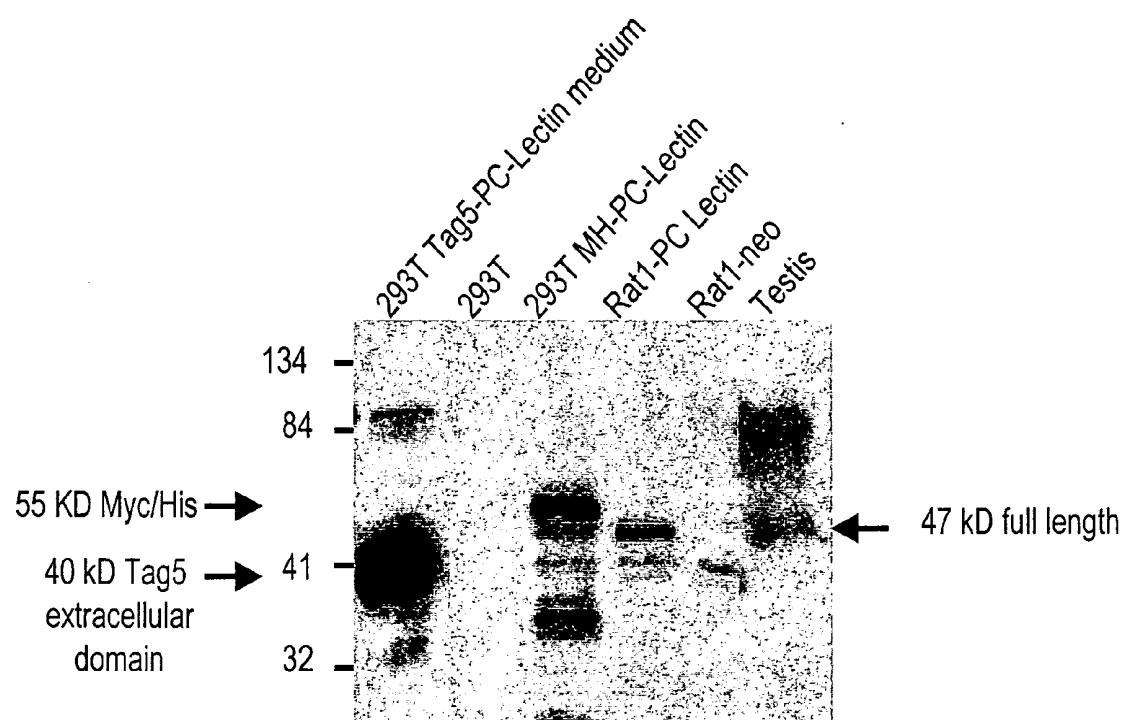 293T Tag5-PC-Lectin medium
293T
293T MH-PC-Lectin
Rat1-PC Lectin
Rat1-neo
Testis
134
84
55 KD Myc/His
47 kD full length
41
40 kD Tag5
extracellular
domain
32